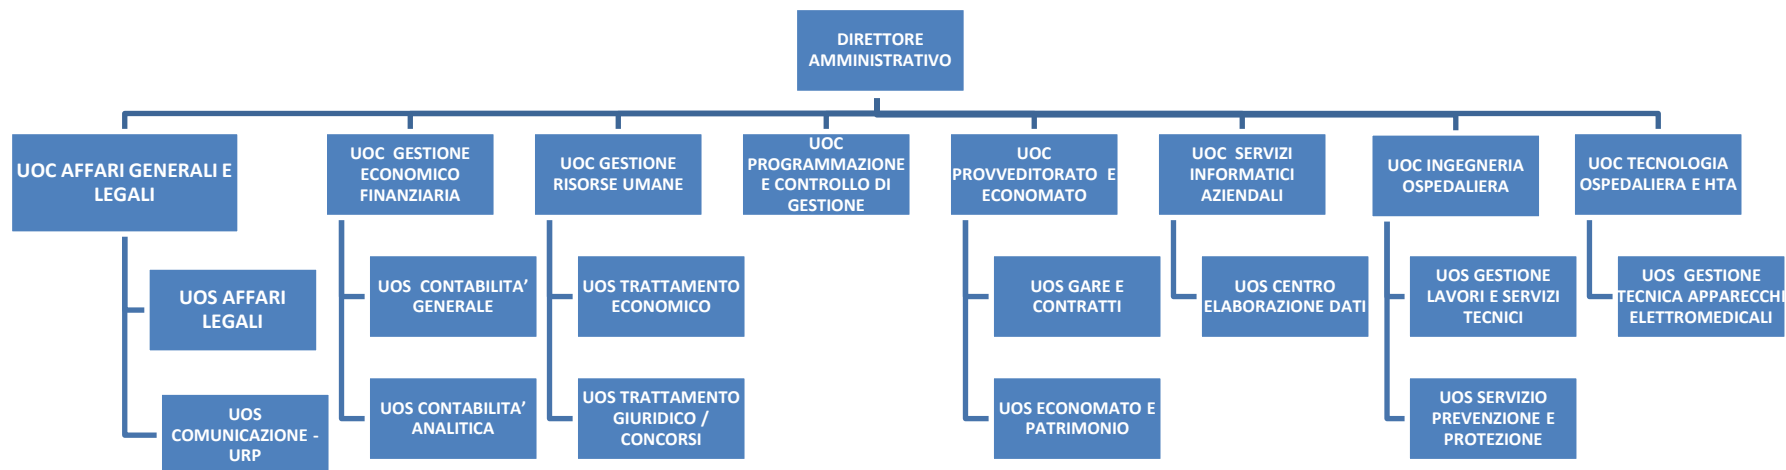 DIRETTORE
AMMINISTRATIVO
UOC AFFARI GENERALI E
LEGALI
UOC GESTIONE
ECONOMICO
FINANZIARIA
UOC GESTIONE
RISORSE UMANE
UOC
PROGRAMMAZIONE
E CONTROLLO DI
GESTIONE
UOC
PROVVEDITORATO E
ECONOMATO
UOC SERVIZI
INFORMATICI
AZIENDALI
UOC INGEGNERIA
OSPEDALIERA
UOC TECNOLOGIA
OSPEDALIERA E HTA
UOS AFFARI
LEGALI
UOS CONTABILITA’
GENERALE
UOS TRATTAMENTO
ECONOMICO
UOS GARE E
CONTRATTI
UOS CENTRO
ELABORAZIONE DATI
UOS GESTIONE
LAVORI E SERVIZI
TECNICI
UOS GESTIONE
TECNICA APPARECCHI
ELETTROMEDICALI
UOS
COMUNICAZIONE -
URP
UOS CONTABILITA’
ANALITICA
UOS TRATTAMENTO
GIURIDICO /
CONCORSI
UOS ECONOMATO E
PATRIMONIO
UOS SERVIZIO
PREVENZIONE E
PROTEZIONE